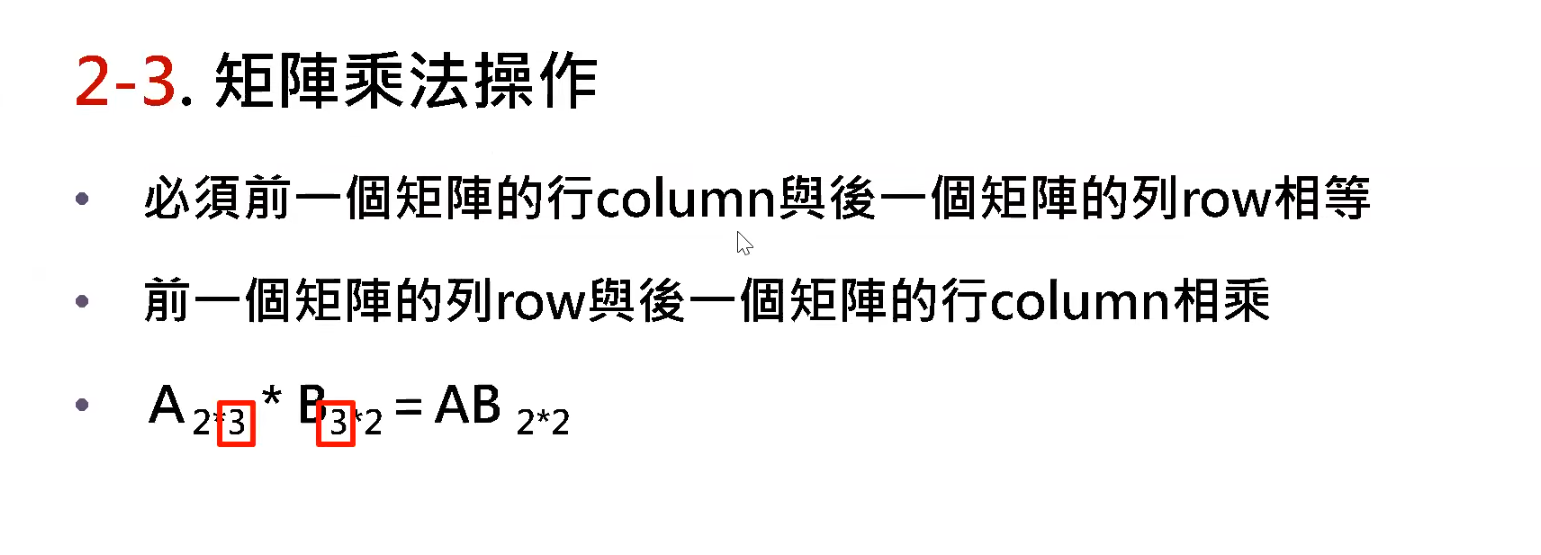 2-3. 矩陣乘法操作
• 必須前一個矩陣的行column與後一個矩陣的列row相等
• 前一個矩陣的列row與後一個矩陣的行column相乘
• A 2*3 * B 3*2 = AB 2*2